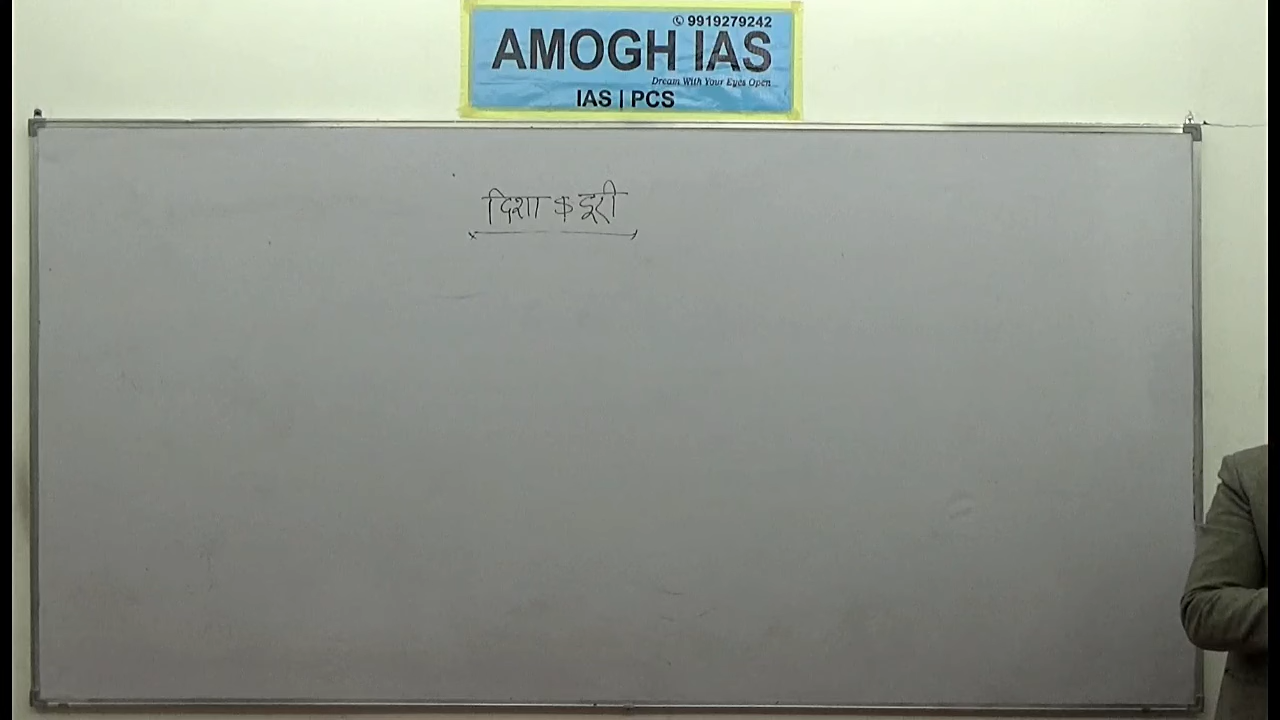 ✆ 9919279242
AMOGH IAS
Dream With Your Eyes Open
IAS | PCS
दिशा & दूरी